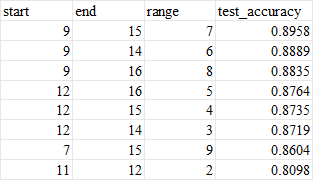 start end range test_accuracy
9 15 7 0.8958
9 14 6 0.8889
9 16 8 0.8835
12 16 5 0.8764
12 15 4 0.8735
12 14 3 0.8719
7 15 9 0.8604
11 12 2 0.8098